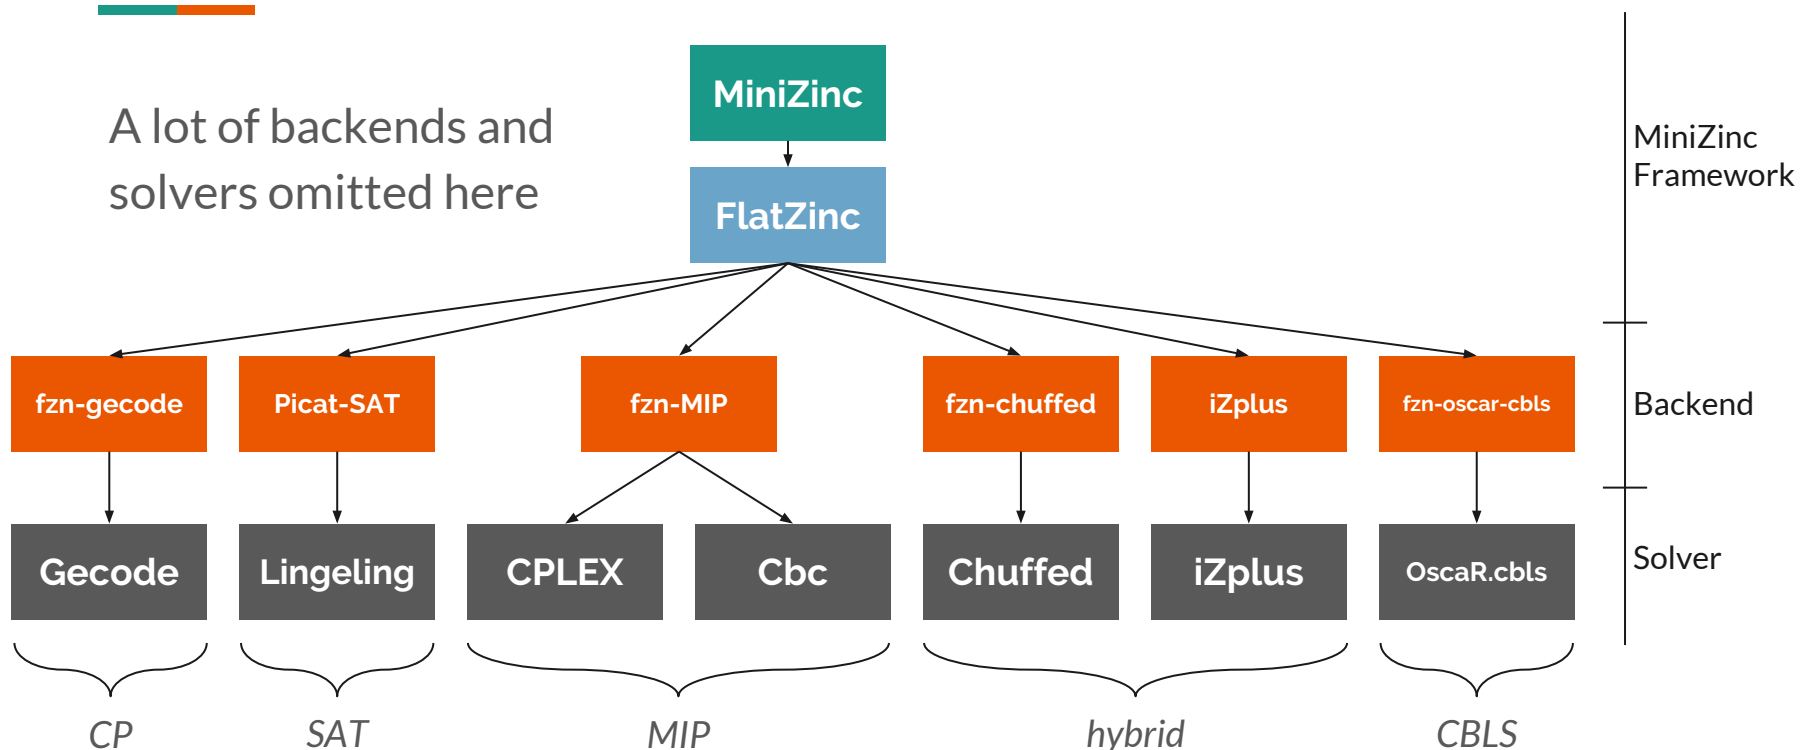 MiniZinc
A lot of backends and
solvers omitted here
FlatZinc
MiniZinc
Framework
fzn-gecode
Picat-SAT
fzn-MIP
fzn-chuffed
iZplus
fzn-oscar-cbls
Backend
Gecode
Lingeling
CPLEX
Cbc
Chuffed
iZplus
OscaR.cbls
Solver
CP
SAT
MIP
hybrid
CBLS